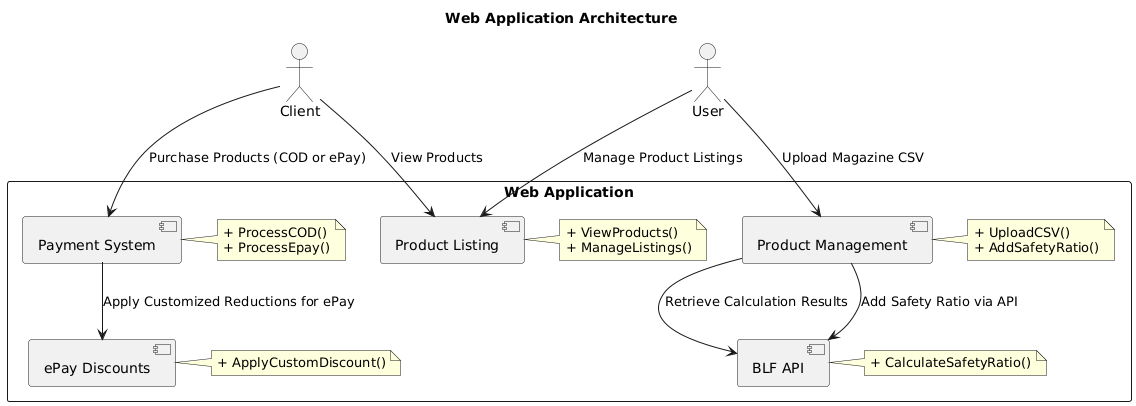 Web Application Architecture
Client
User
Purchase Products (COD or ePay)
View Products
Manage Product Listings
Upload Magazine CSV
Web Application
Payment System
+ ProcessCOD()
+ ProcessEpay()
Product Listing
+ ViewProducts()
+ ManageListings()
Product Management
+ UploadCSV()
+ AddSafetyRatio()
Apply Customized Reductions for ePay
Retrieve Calculation Results
Add Safety Ratio via API
ePay Discounts
+ ApplyCustomDiscount()
BLF API
+ CalculateSafetyRatio()